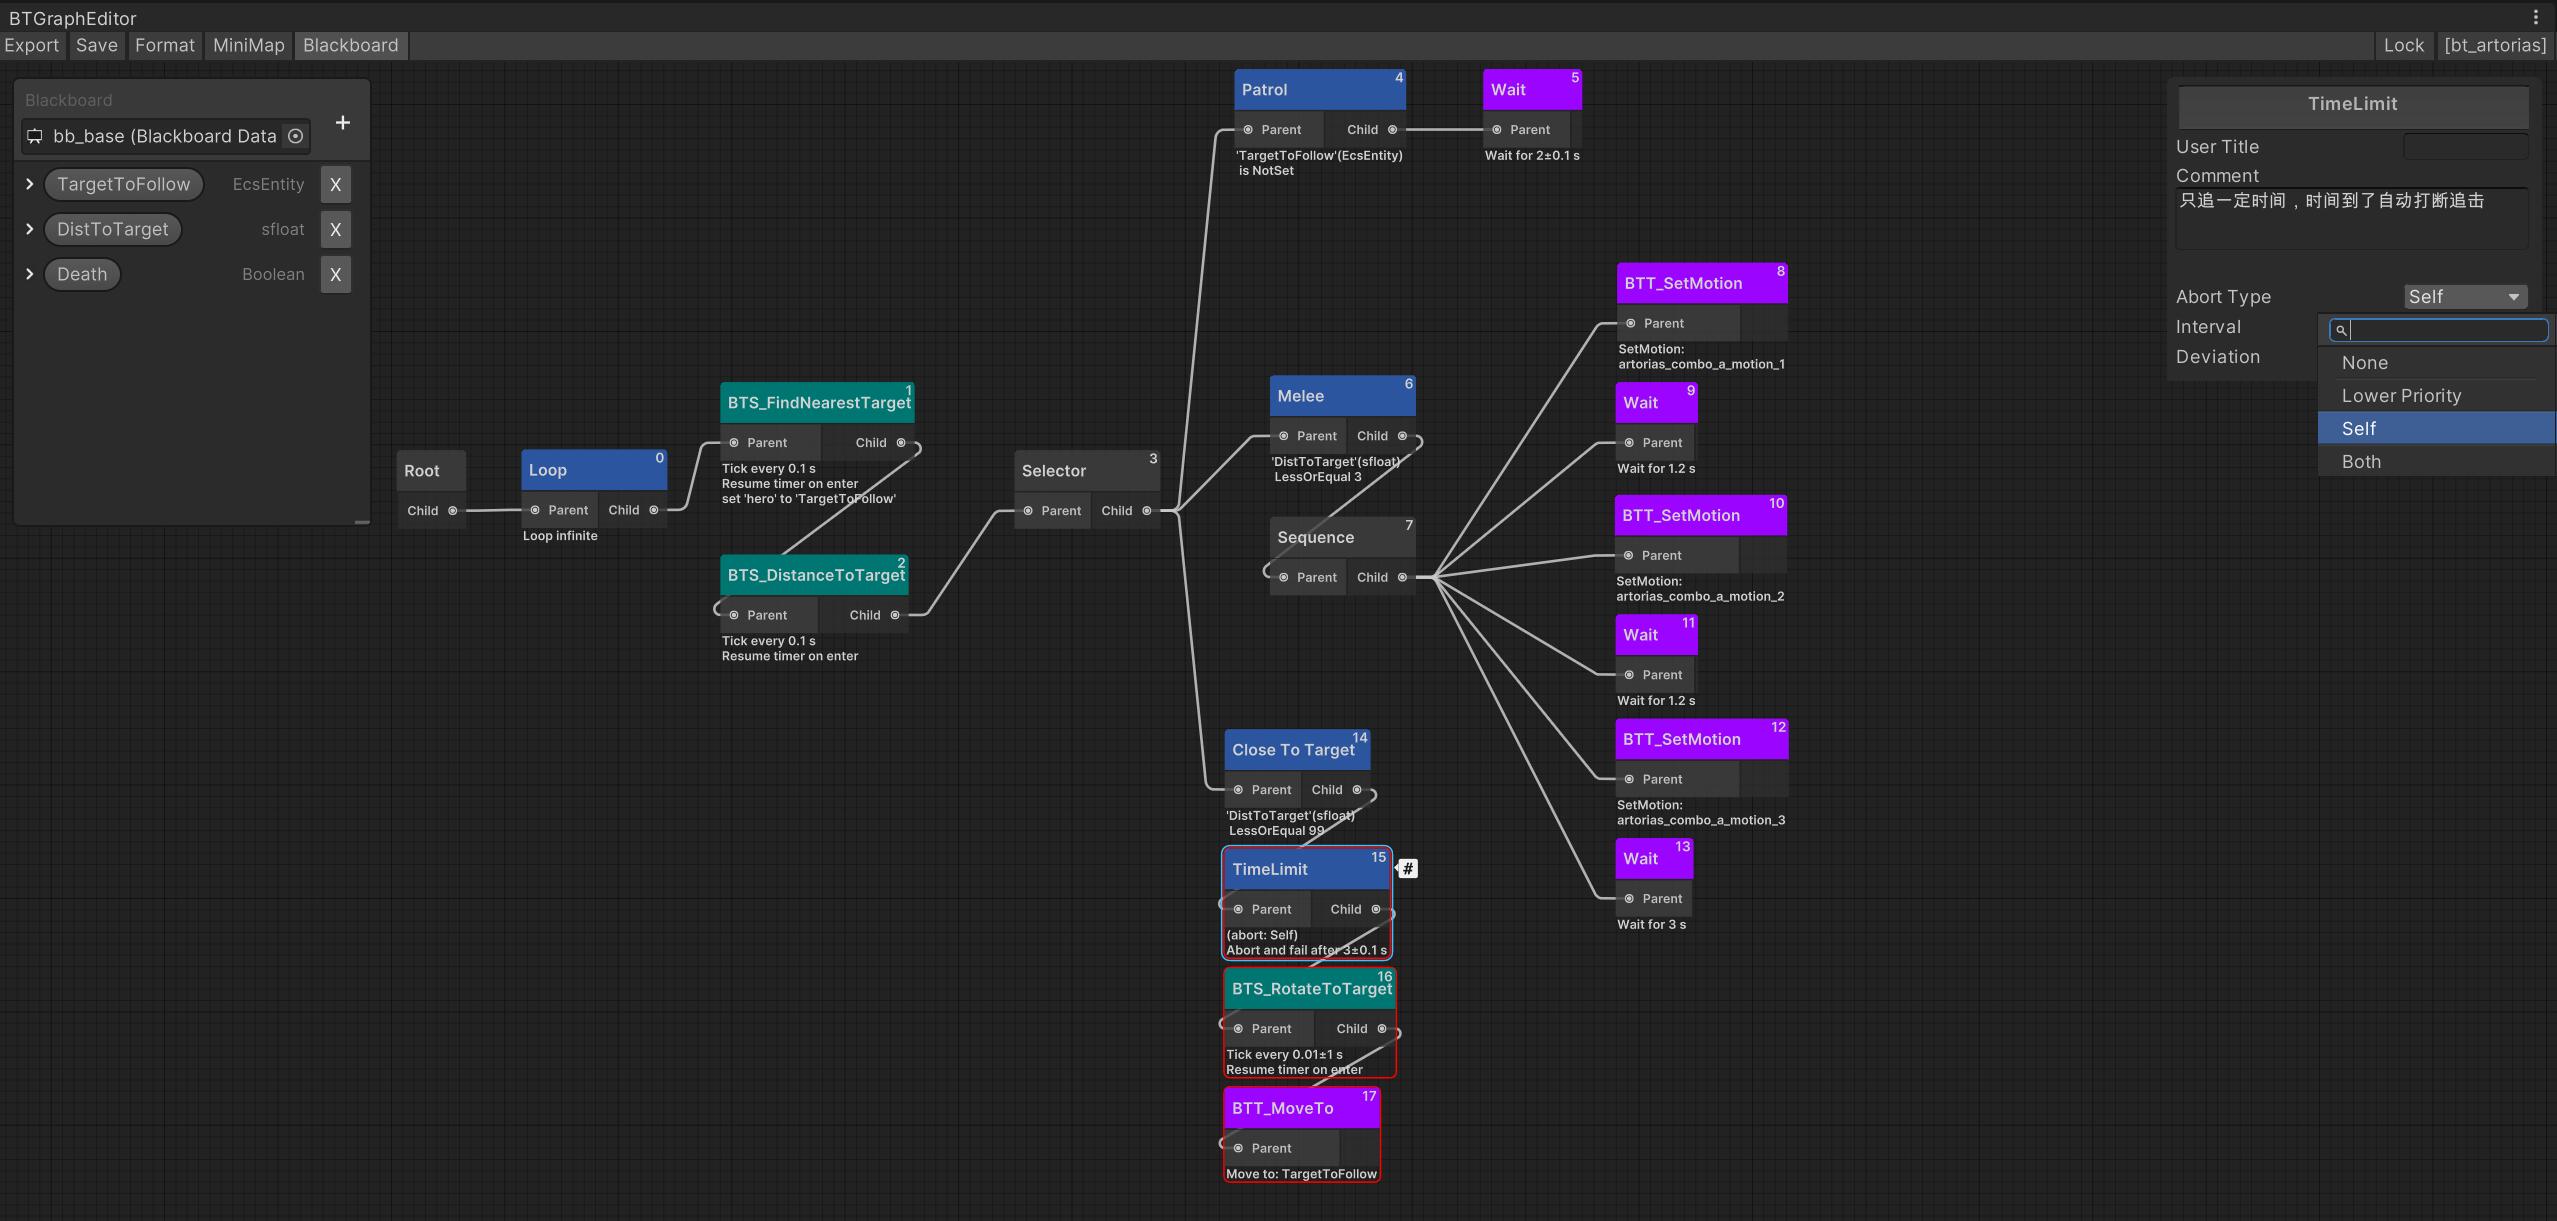 BTGraphEditor
Export
Save
Format
MiniMap
Blackboard
Lock
[bt_artorias]
Blackboard
bb_base (Blackboard Data
+
TargetToFollow
EcsEntity
X
DistToTarget
sfloat
X
Death
Boolean
X
Root
Child
Loop
0
Parent
Child
Loop infinite
BTS_FindNearestTarget
1
Parent
Child
Tick every 0.1 s
Resume timer on enter
set 'hero' to 'TargetToFollow'
BTS_DistanceToTarget
2
Parent
Child
Tick every 0.1 s
Resume timer on enter
Selector
3
Parent
Child
Patrol
4
Parent
Child
'TargetToFollow'(EcsEntity)
is NotSet
Wait
5
Parent
Wait for 2±0.1 s
Melee
6
Parent
Child
'DistToTarget'(sfloat)
LessOrEqual 3
Sequence
7
Parent
Child
BTT_SetMotion
8
Parent
SetMotion:
artorias_combo_a_motion_1
Wait
9
Parent
Wait for 1.2 s
BTT_SetMotion
10
Parent
SetMotion:
artorias_combo_a_motion_2
Wait
11
Parent
Wait for 1.2 s
BTT_SetMotion
12
Parent
SetMotion:
artorias_combo_a_motion_3
Wait
13
Parent
Wait for 3 s
Close To Target
14
Parent
Child
'DistToTarget'(sfloat)
LessOrEqual 99
TimeLimit
15
#
Parent
Child
(abort: Self)
Abort and fail after 3±0.1 s
BTS_RotateToTarget
16
Parent
Child
Tick every 0.01±1 s
Resume timer on enter
BTT_MoveTo
17
Parent
Move to: TargetToFollow
TimeLimit
User Title
Comment
只追一定时间，时间到了自动打断追击
Abort Type
Self
Interval
Deviation
None
Lower Priority
Self
Both